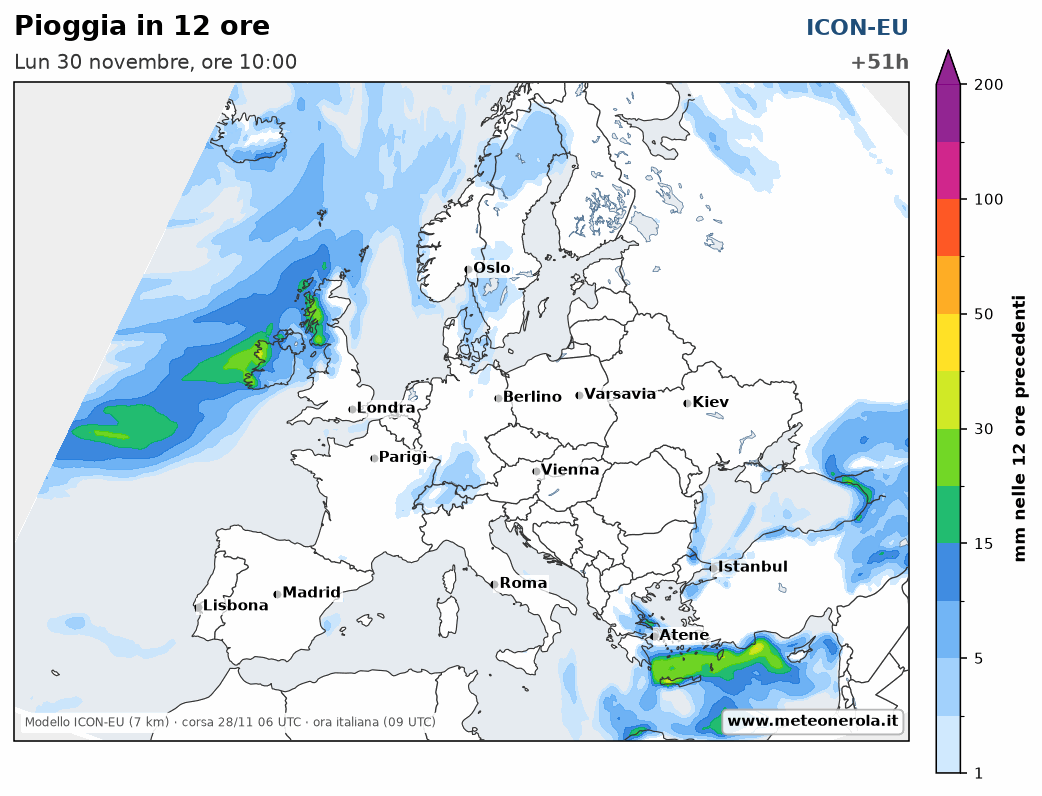 Pioggia in 12 ore
ICON-EU
Lun 30 novembre, ore 10:00
+51h
200
100
50
30
15
5
1
mm nelle 12 ore precedenti
Oslo
Berlino
Varsavia
Kiev
Londra
Parigi
Vienna
Istanbul
Roma
Madrid
Lisbona
Atene
Modello ICON-EU (7 km) · corsa 28/11 06 UTC · ora italiana (09 UTC)
www.meteonerola.it